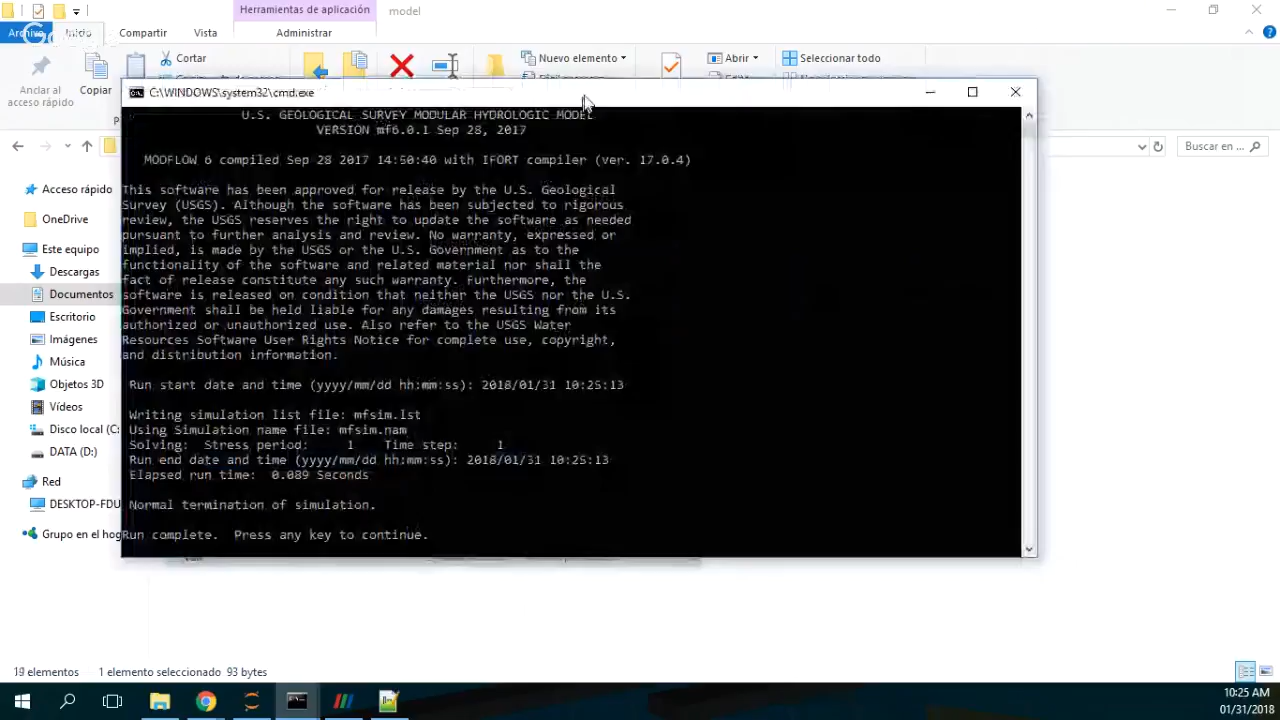 Herramientas de aplicación
model
Archivo
Inicio
Compartir
Vista
Administrar
Anclar al
acceso rápido
Copiar
Cortar
Nuevo elemento
Abrir
Seleccionar todo
C:\WINDOWS\system32\cmd.exe
Buscar en ...
U.S. GEOLOGICAL SURVEY MODULAR HYDROLOGIC MODEL
VERSION mf6.0.1 Sep 28, 2017
MODFLOW 6 compiled Sep 28 2017 14:50:40 with IFORT compiler (ver. 17.0.4)
This software has been approved for release by the U.S. Geological
Survey (USGS). Although the software has been subjected to rigorous
review, the USGS reserves the right to update the software as needed
pursuant to further analysis and review. No warranty, expressed or
implied, is made by the USGS or the U.S. Government as to the
functionality of the software and related material nor shall the
fact of release constitute any such warranty. Furthermore, the
software is released on condition that neither the USGS nor the U.S.
Government shall be held liable for any damages resulting from its
authorized or unauthorized use. Also refer to the USGS Water
Resources Software User Rights Notice for complete use, copyright,
and distribution information.
Run start date and time (yyyy/mm/dd hh:mm:ss): 2018/01/31 10:25:13
Writing simulation list file: mfsim.lst
Using Simulation name file: mfsim.nam
Solving: Stress period: 1 Time step: 1
Run end date and time (yyyy/mm/dd hh:mm:ss): 2018/01/31 10:25:13
Elapsed run time: 0.089 Seconds
Normal termination of simulation.
Run complete. Press any key to continue.
Acceso rápido
OneDrive
Este equipo
Descargas
Documentos
Escritorio
Imágenes
Música
Objetos 3D
Vídeos
Disco local (C:
DATA (D:)
Red
DESKTOP-FDU
Grupo en el hog
19 elementos
1 elemento seleccionado 93 bytes
10:25 AM
01/31/2018